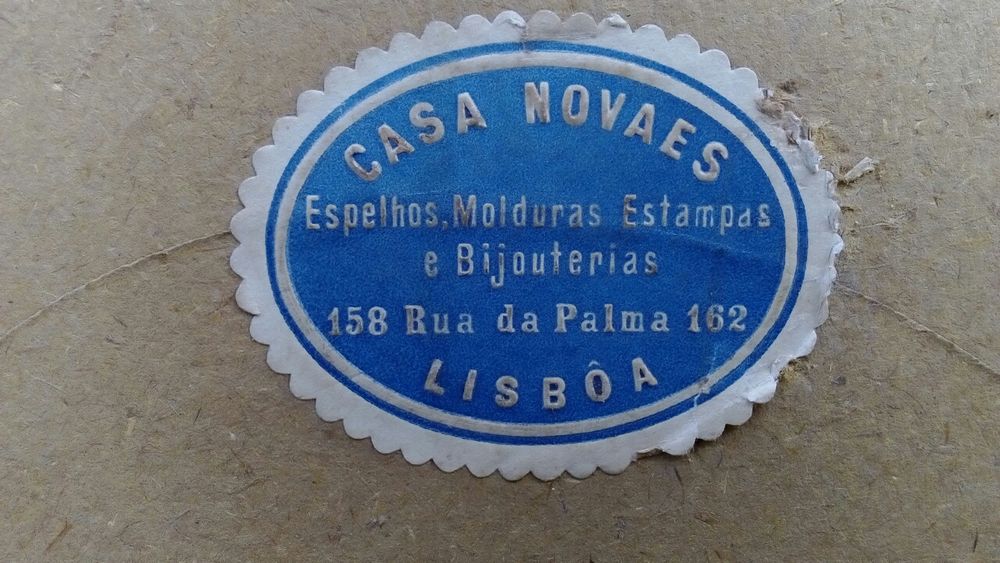 CASA NOVAES
Espelhos, Molduras Estampas
e Bijouterias
158 Rua da Palma 162
LISBÔA